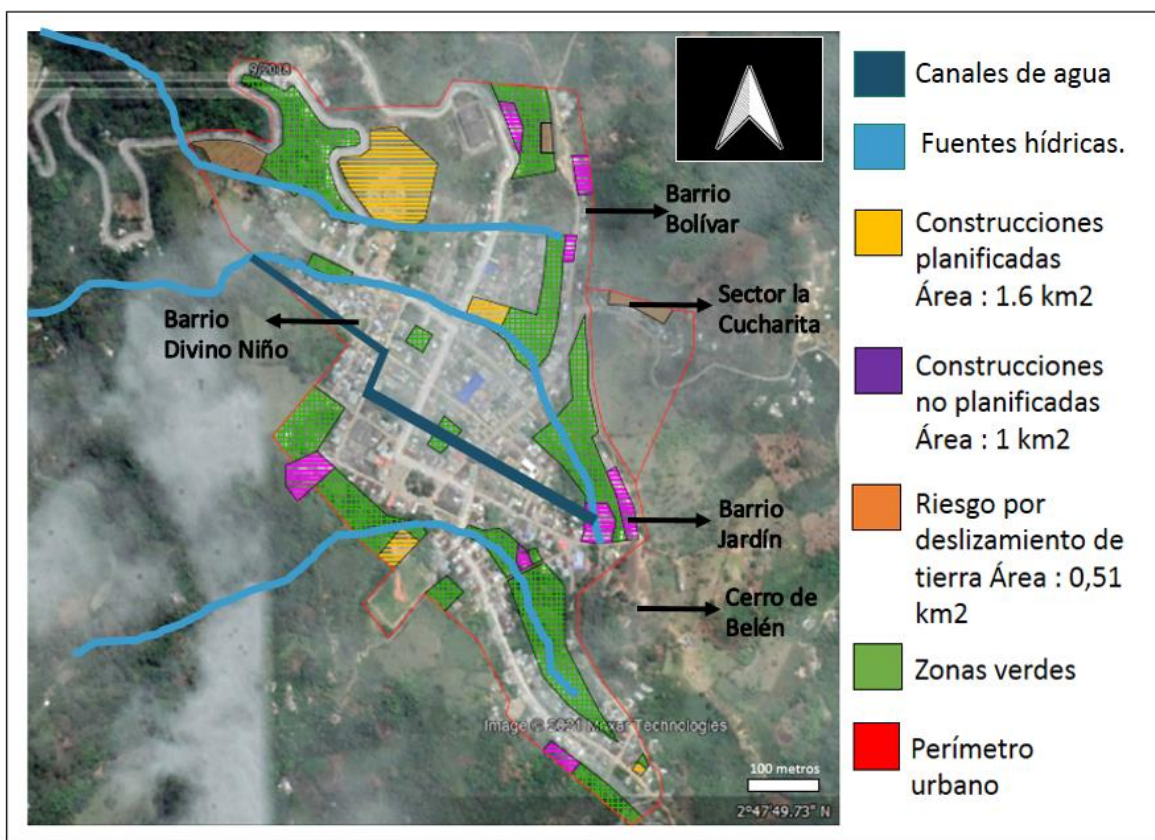 9/2018
Barrio
Bolívar
Sector la
Cucharita
Barrio
Divino Niño
Barrio
Jardín
Cerro de
Belén
Image © 2021 Maxar Technologies
100 metros
2°47'49.73" N
Canales de agua
Fuentes hídricas.
Construcciones
planificadas
Área : 1.6 km2
Construcciones
no planificadas
Área : 1 km2
Riesgo por
deslizamiento de
tierra Área : 0,51
km2
Zonas verdes
Perímetro
urbano